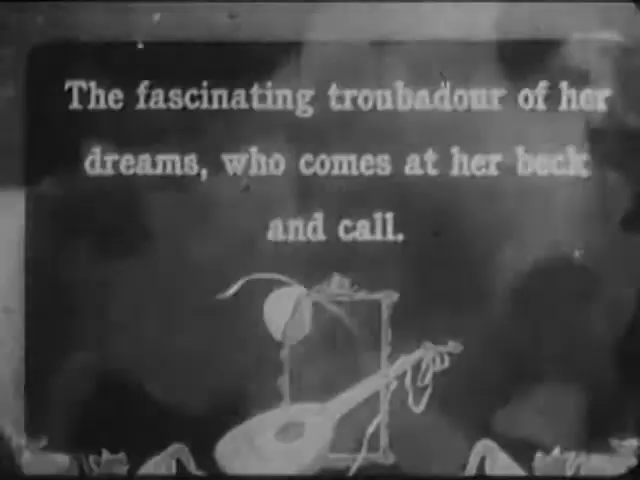 The fascinating troubadour of her
dreams, who comes at her beck
and call.